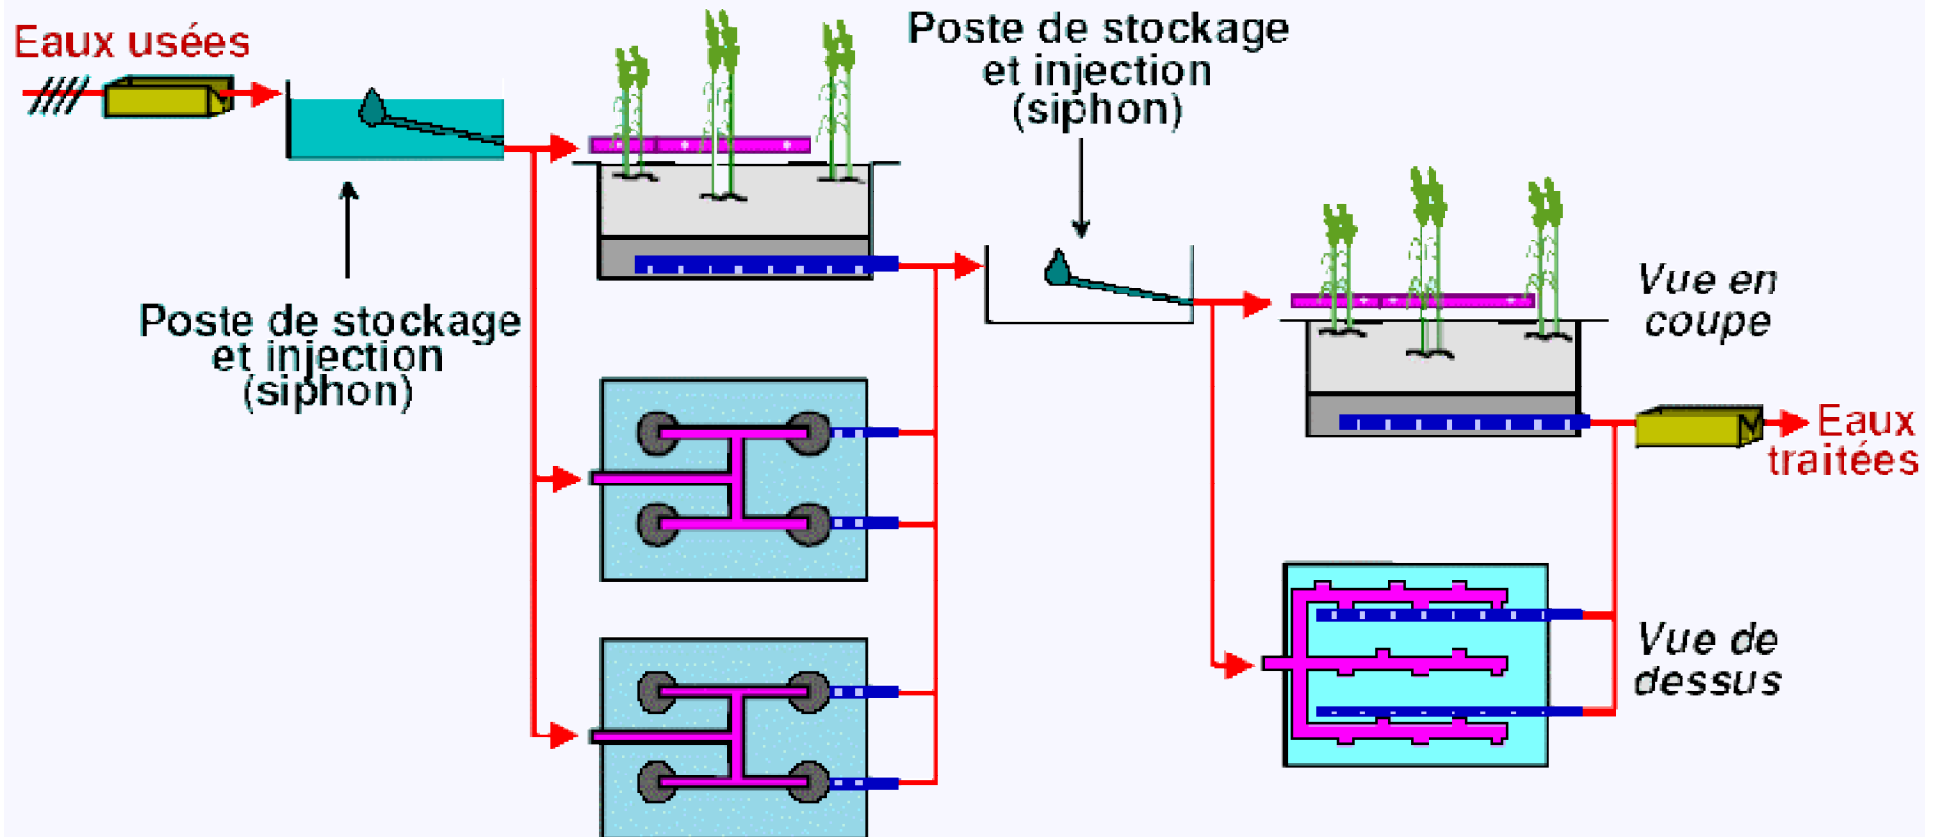 Eaux usées
Poste de stockage
et injection
(siphon)
Poste de stockage
et injection
(siphon)
Vue en
coupe
Eaux
traitées
Vue de
dessus